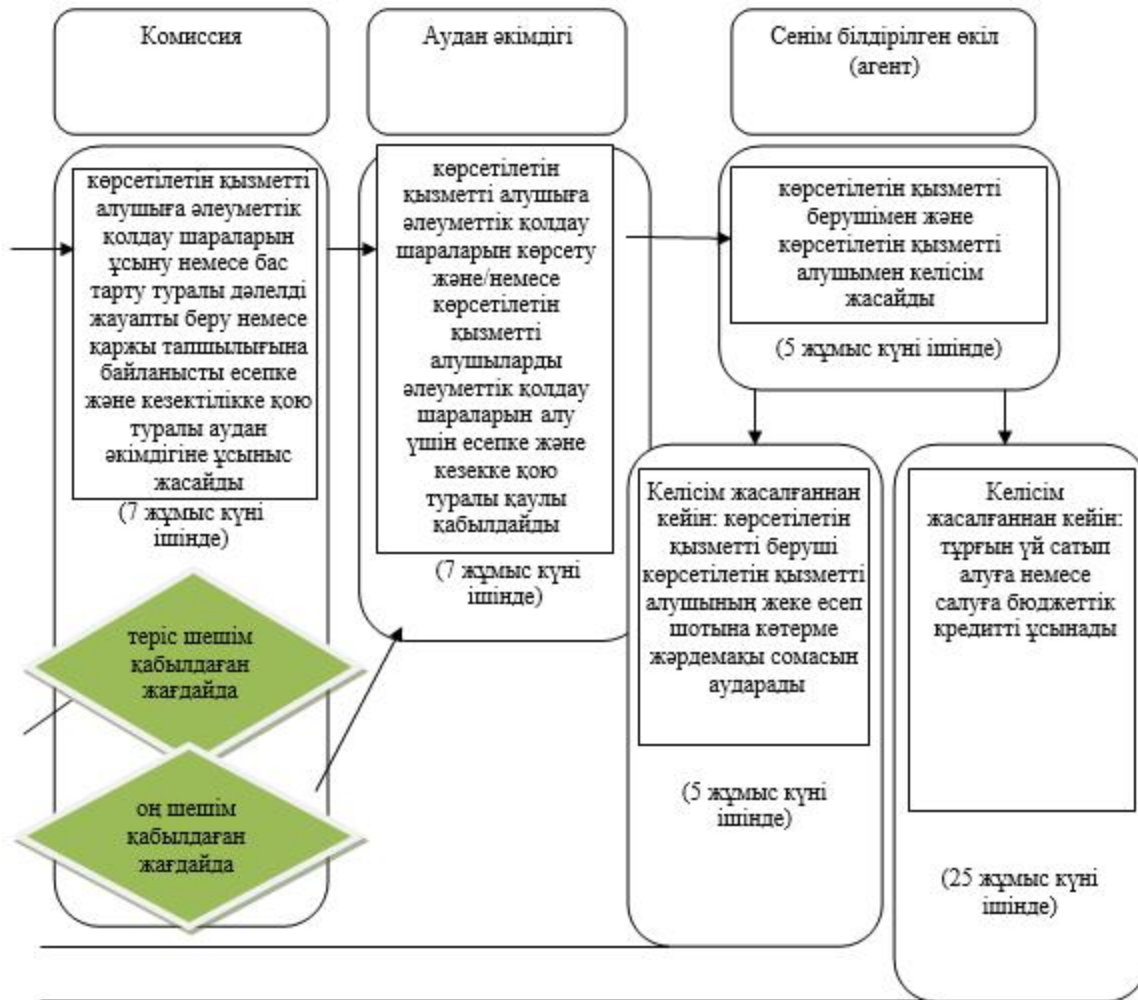 Комиссия
Аудан әкімдігі
Сенім білдірілген өкіл
(агент)
көрсетілетін қызметті
алушыға әлеуметтік
қолдау шараларын
ұсыну немесе бас
тарту туралы дәлелді
жауапты беру немесе
қаржы тапшылығына
байланысты есепке
және кезектілікке қою
туралы аудан
әкімдігіне ұсыныс
жасайды
(7 жұмыс күні
ішінде)
теріс шешім
қабылдаған
жағдайда
оң шешім
қабылдаған
жағдайда
көрсетілетін
қызметті алушыға
әлеуметтік қолдау
шараларын көрсету
және/немесе
көрсетілетін
қызметті
алушыларды
әлеуметтік қолдау
шараларын алу
үшін есепке және
кезекке қою
туралы қаулы
қабылдайды
(7 жұмыс күні
ішінде)
көрсетілетін қызметті
берушімен және
көрсетілетін қызметті
алушымен келісім
жасайды
(5 жұмыс күні ішінде)
Келісім жасалғаннан
кейін: көрсетілетін
қызметті беруші
көрсетілетін қызметті
алушының жеке есеп
шотына көтерме
жәрдемақы сомасын
аударады
(5 жұмыс күні
ішінде)
Келісім
жасалғаннан кейін:
тұрғын үй сатып
алуға немесе
салуға бюджеттік
кредитті ұсынады
(25 жұмыс күні
ішінде)